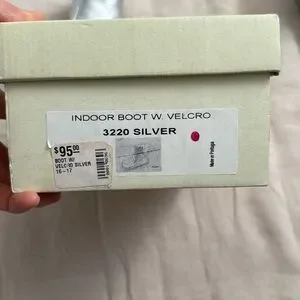 INDOOR BOOT W. VELCRO
3220 SILVER
$95.00
BOOT W/
VELCRO SILVER
16-17
Made in Portugal